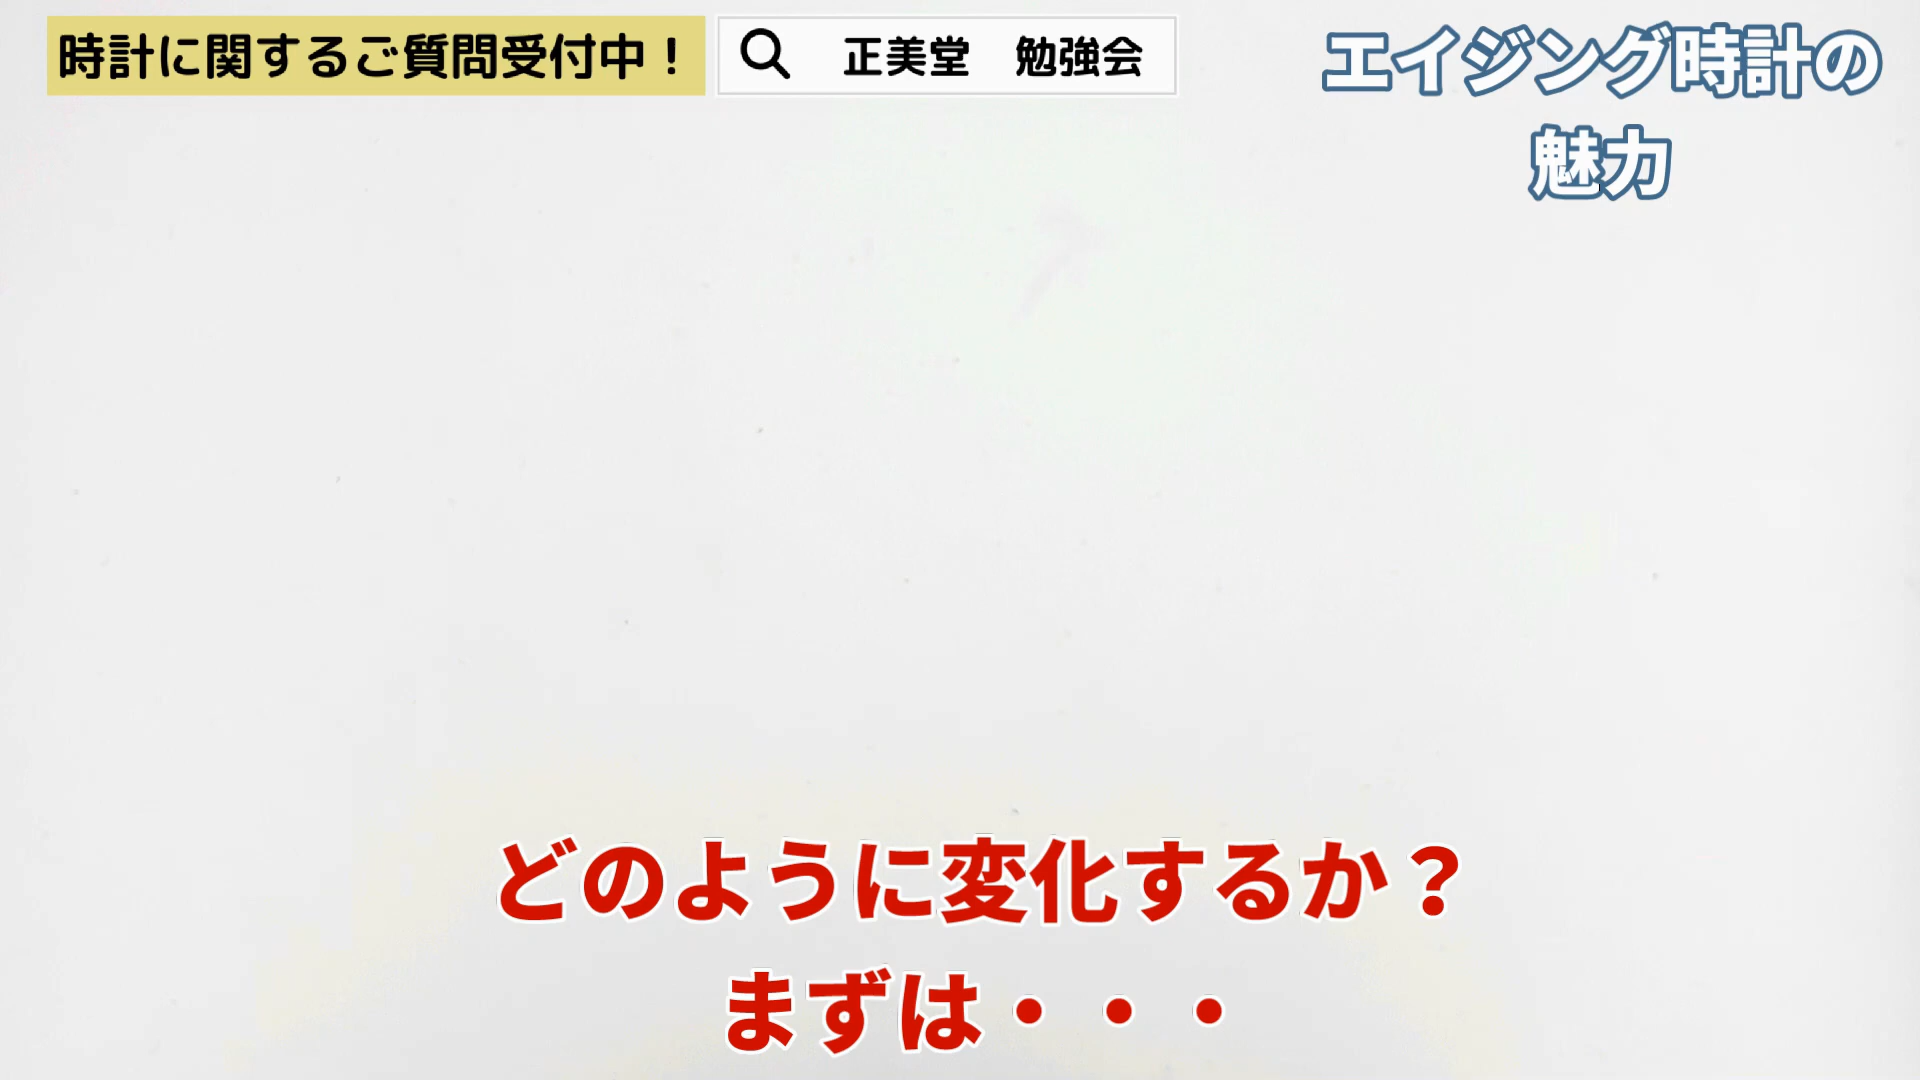 時計に関するご質問受付中！
正美堂　勉強会
エイジング時計の
魅力
どのように変化するか？
まずは・・・